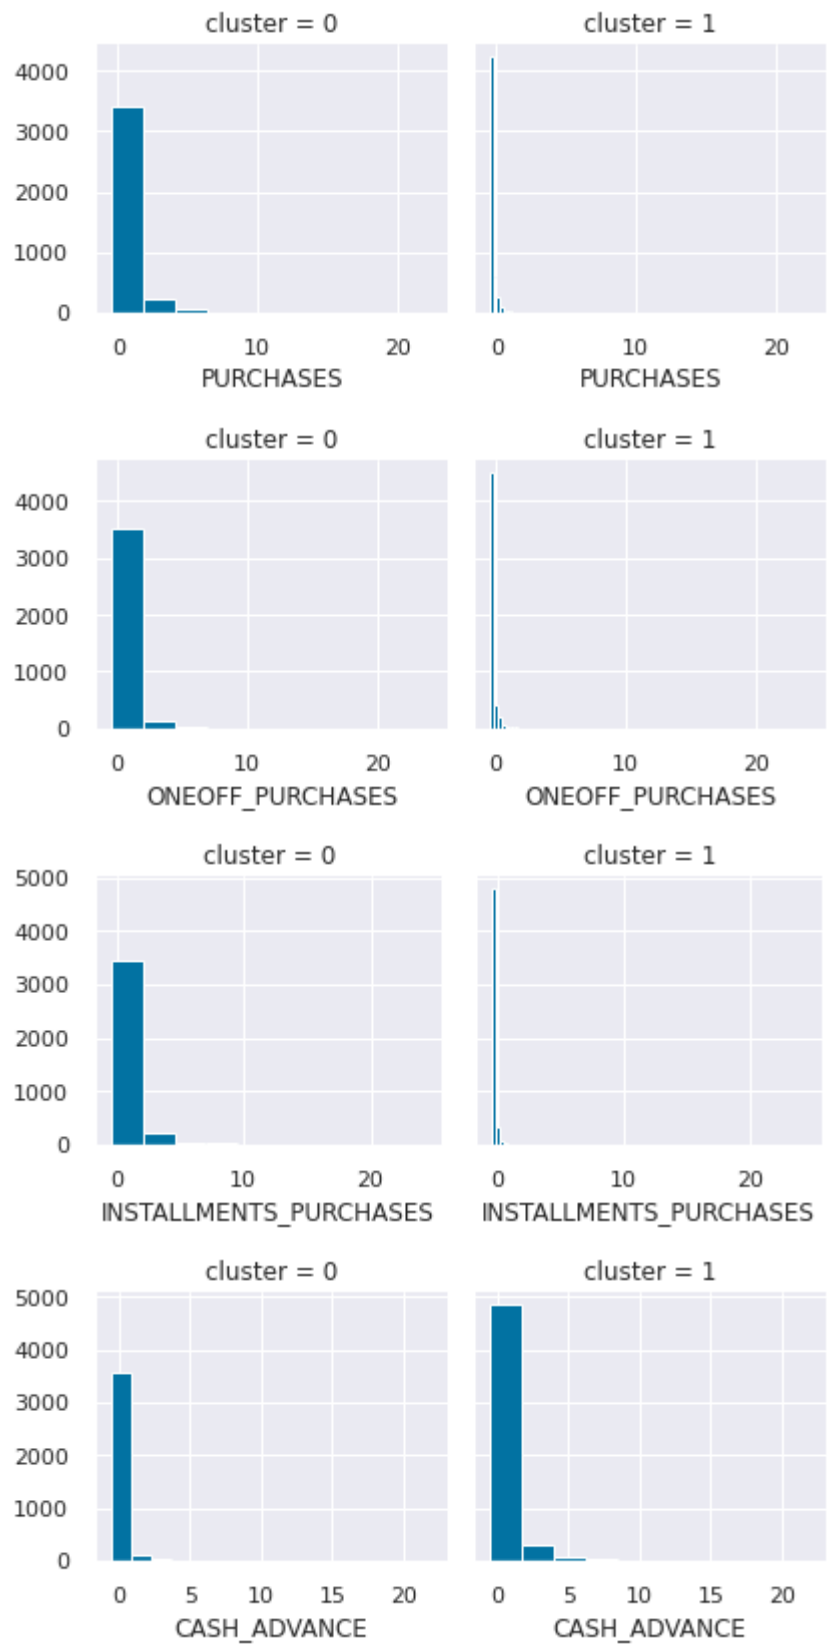 cluster = 0 cluster = 1
4000
3000
2000
1000
0
0 10 20 0 10 20
PURCHASES PURCHASES
cluster = 0 cluster = 1
4000
3000
2000
1000
0
0 10 20 0 10 20
ONEOFF_PURCHASES ONEOFF_PURCHASES
cluster = 0 cluster = 1
5000
4000
3000
2000
1000
0
0 10 20 0 10 20
INSTALLMENTS_PURCHASES INSTALLMENTS_PURCHASES
cluster = 0 cluster = 1
5000
4000
3000
2000
1000
0
0 5 10 15 20 0 5 10 15 20
CASH_ADVANCE CASH_ADVANCE